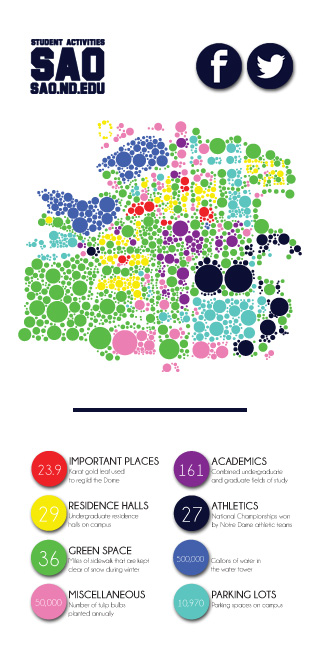 STUDENT ACTIVITIES
SAO
SAO.ND.EDU
f
23.9
IMPORTANT PLACES
Karat gold leaf used
to regild the Dome
161
ACADEMICS
Combined undergraduate
and graduate fields of study
29
RESIDENCE HALLS
Undergraduate residence
halls on campus
27
ATHLETICS
National Championships won
by Notre Dame athletic teams
36
GREEN SPACE
Miles of sidewalk that are kept
clear of snow during winter
500,000
Gallons of water in
the water tower
50,000
MISCELLANEOUS
Number of tulip bulbs
planted annually
10,970
PARKING LOTS
Parking spaces on campus